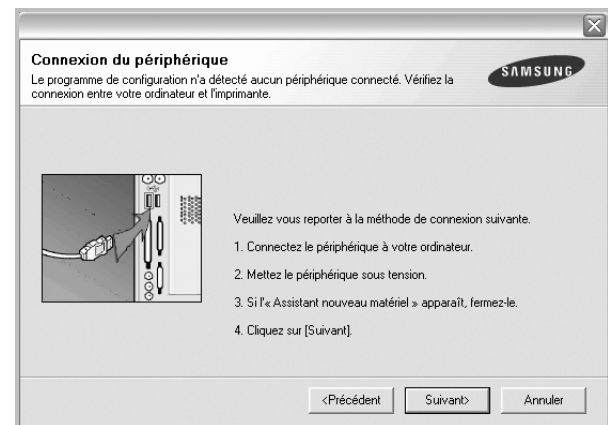 Connexion du périphérique
Le programme de configuration n'a détecté aucun périphérique connecté. Vérifiez la
connexion entre votre ordinateur et l'imprimante.
SAMSUNG
Veuillez vous reporter à la méthode de connexion suivante.
1. Connectez le périphérique à votre ordinateur.
2. Mettez le périphérique sous tension.
3. Si l'« Assistant nouveau matériel » apparaît, fermez-le.
4. Cliquez sur [Suivant].
<Précédent
Suivant>
Annuler